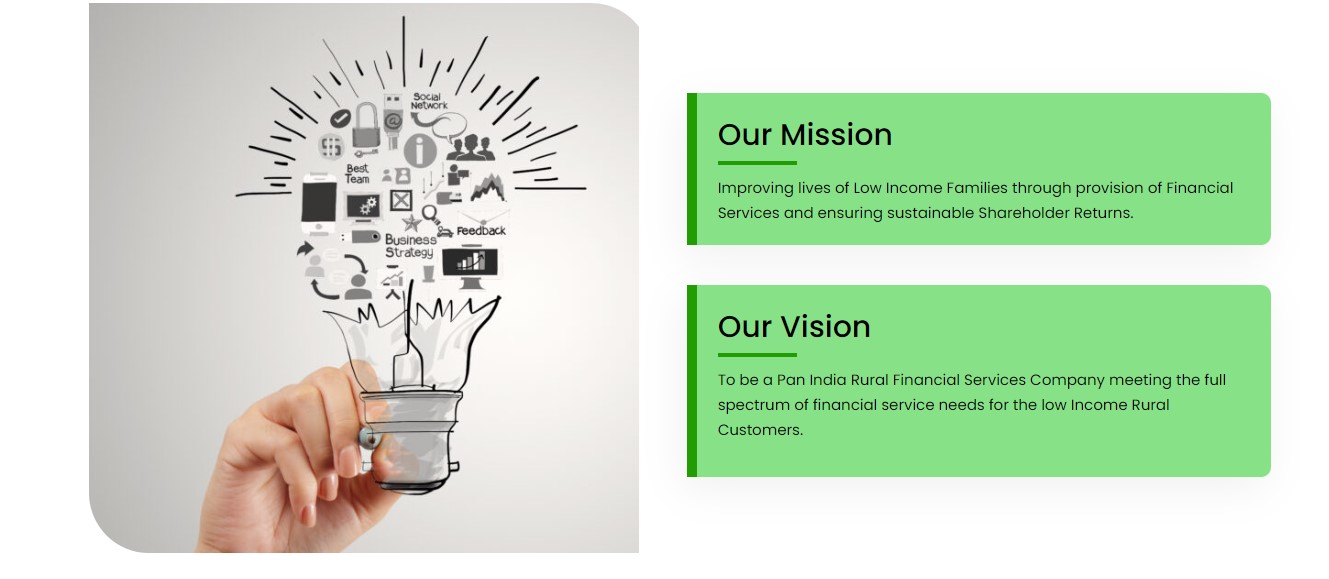 Social
Network
Best
Team
Business
Strategy
Feedback
Our Mission
Improving lives of Low Income Families through provision of Financial
Services and ensuring sustainable Shareholder Returns.
Our Vision
To be a Pan India Rural Financial Services Company meeting the full
spectrum of financial service needs for the low Income Rural
Customers.